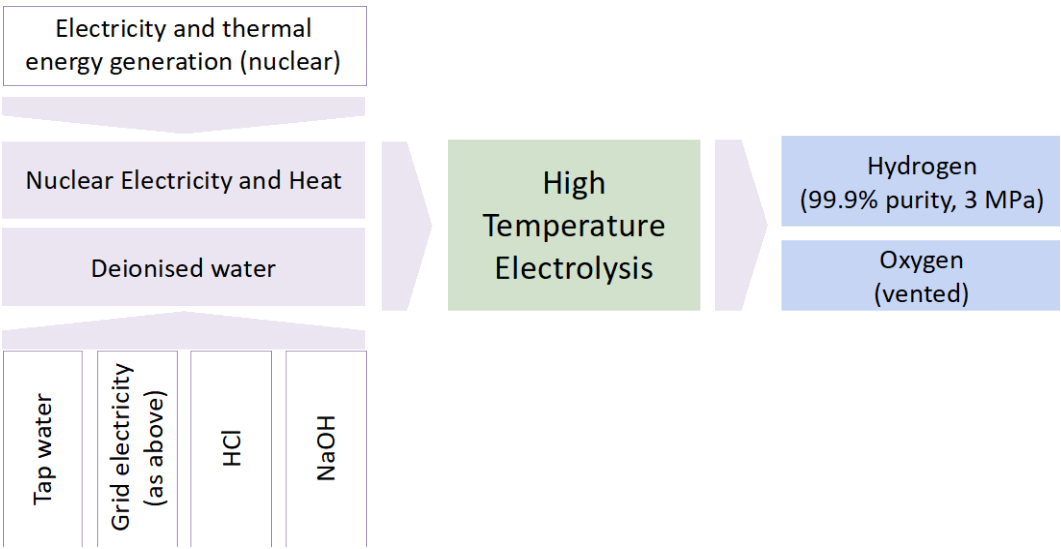 Electricity and thermal
energy generation (nuclear)
Nuclear Electricity and Heat
Deionised water
Tap water
Grid electricity
(as above)
HCl
NaOH
High
Temperature
Electrolysis
Hydrogen
(99.9% purity, 3 MPa)
Oxygen
(vented)